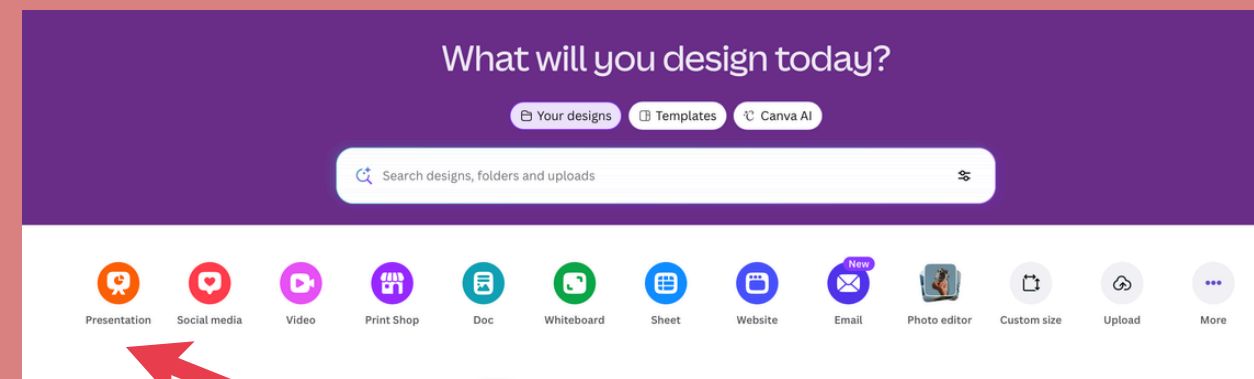 What will you design today?
Your designs Templates Canva AI
Search designs, folders and uploads
New
Presentation Social media Video Print Shop Doc Whiteboard Sheet Website Email Photo editor Custom size Upload More